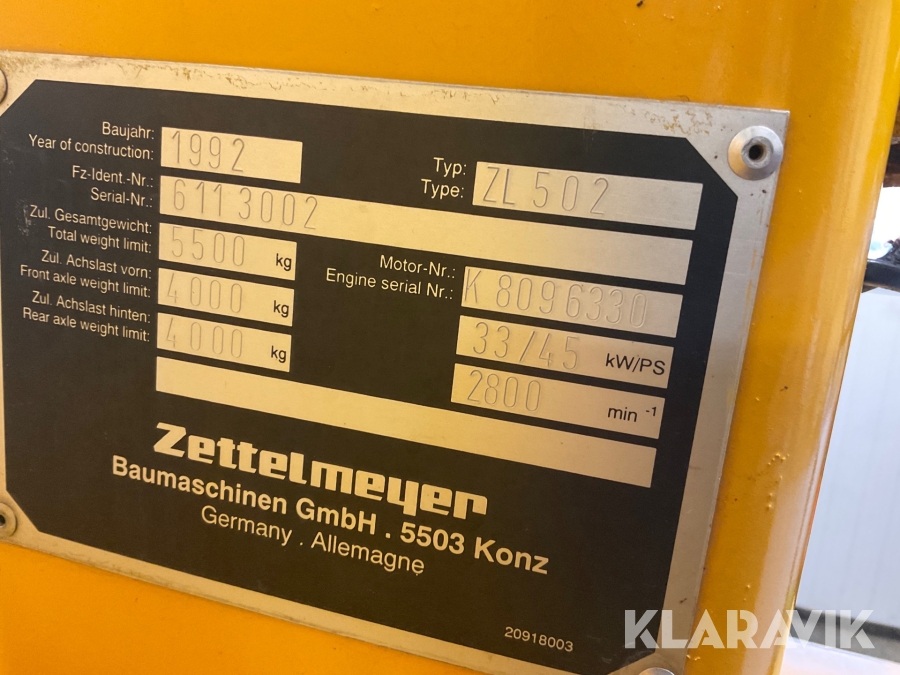 Baujahr:
Year of construction: 1992
Typ:
Type: ZL 502
Fz-Ident.-Nr.:
Serial-Nr.: 6113002
Zul. Gesamtgewicht:
Total weight limit: 5500 kg
Motor-Nr.:
Engine serial Nr.: K 8096330
Zul. Achslast vorn:
Front axle weight limit: 4000 kg
33/45 kW/PS
Zul. Achslast hinten:
Rear axle weight limit: 4000 kg
2800 min -1
Zettelmeyer
Baumaschinen GmbH . 5503 Konz
Germany . Allemagne
20918003
KLARAVIK